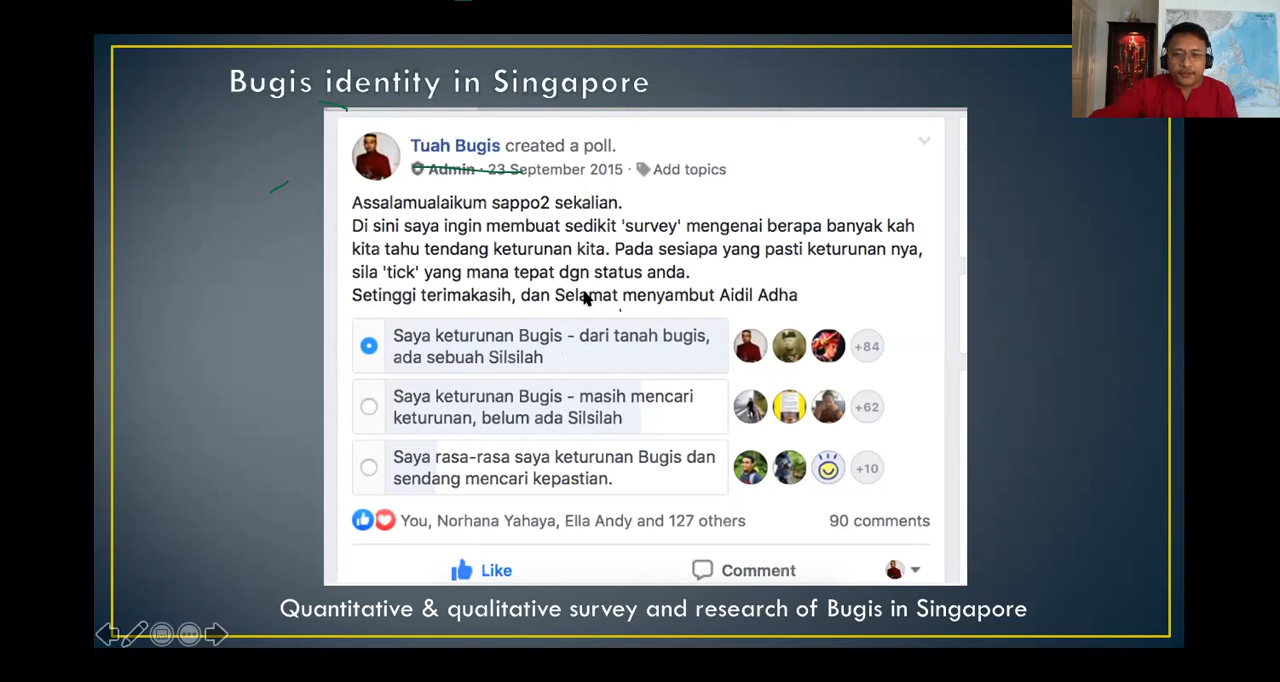 Bugis identity in Singapore
Tuah Bugis created a poll.
Admin · 23 September 2015 · Add topics
Assalamualaikum sappo2 sekalian.
Di sini saya ingin membuat sedikit 'survey' mengenai berapa banyak kah
kita tahu tendang keturunan kita. Pada sesiapa yang pasti keturunan nya,
sila 'tick' yang mana tepat dgn status anda.
Setinggi terimakasih, dan Selamat menyambut Aidil Adha
Saya keturunan Bugis - dari tanah bugis,
ada sebuah Silsilah
+84
Saya keturunan Bugis - masih mencari
keturunan, belum ada Silsilah
+62
Saya rasa-rasa saya keturunan Bugis dan
sendang mencari kepastian.
+10
You, Norhana Yahaya, Ella Andy and 127 others
90 comments
Like
Comment
Quantitative & qualitative survey and research of Bugis in Singapore